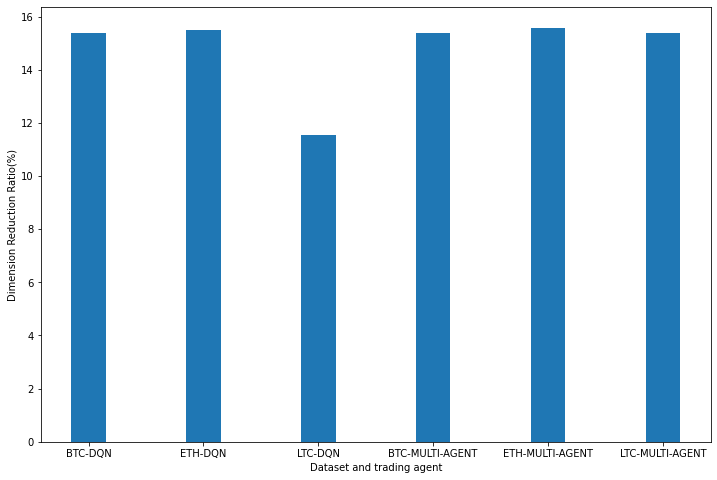 16
14
12
10
8
6
4
2
0
Dimension Reduction Ratio(%)
BTC-DQN
ETH-DQN
LTC-DQN
BTC-MULTI-AGENT
ETH-MULTI-AGENT
LTC-MULTI-AGENT
Dataset and trading agent